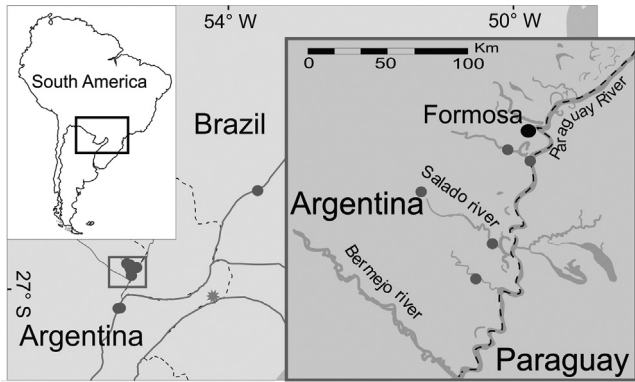 54° W
50° W
South America
Brazil
27° S
Argentina
Km
0 50 100
Formosa
Paraguay River
Argentina
Salado river
Bermejo river
Paraguay